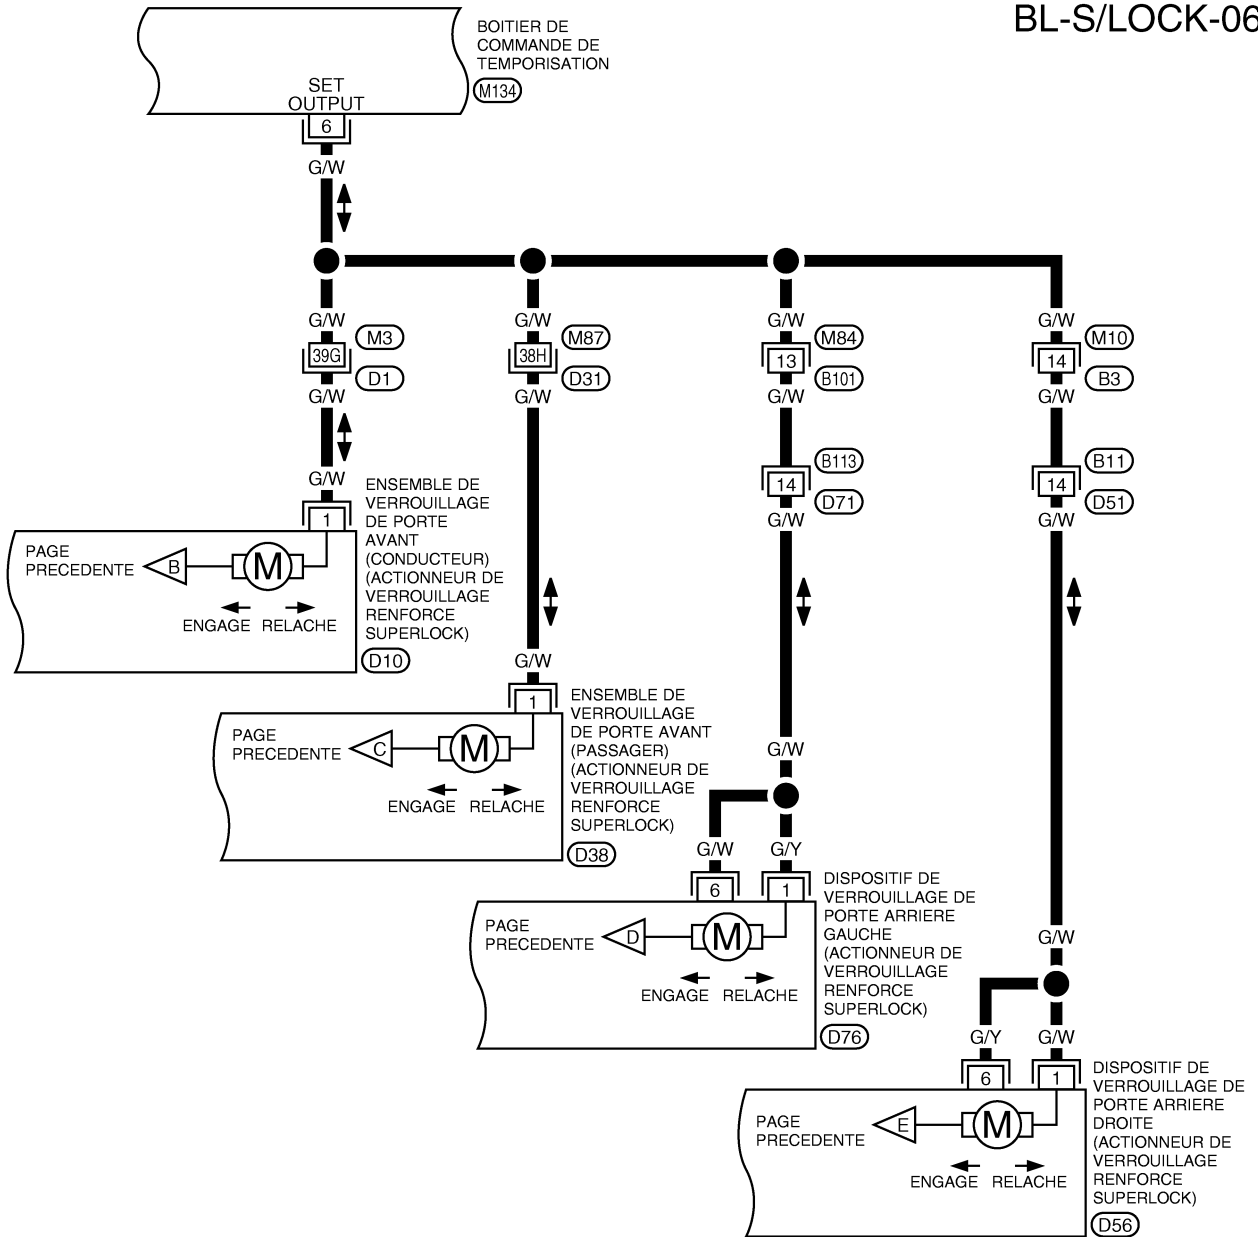 BL-S/LOCK-06
BOITIER DE
COMMANDE DE
TEMPORISATION
M134
SET
OUTPUT
6
G/W
G/W G/W G/W G/W
M3 M87 M84 M10
39G 38H 13 14
D1 D31 B101 B3
G/W G/W G/W G/W
B113 B11
14 14
D71 D51
G/W G/W
G/W
1
ENSEMBLE DE
VERROUILLAGE
DE PORTE
AVANT
(CONDUCTEUR)
(ACTIONNEUR DE
VERROUILLAGE
RENFORCE
SUPERLOCK)
D10
PAGE
PRECEDENTE
B
M
ENGAGE RELACHE
G/W
1
ENSEMBLE DE
VERROUILLAGE
DE PORTE AVANT
(PASSAGER)
(ACTIONNEUR DE
VERROUILLAGE
RENFORCE
SUPERLOCK)
D38
PAGE
PRECEDENTE
C
M
ENGAGE RELACHE
G/W
G/W G/Y
6 1
DISPOSITIF DE
VERROUILLAGE DE
PORTE ARRIERE
GAUCHE
(ACTIONNEUR DE
VERROUILLAGE
RENFORCE
SUPERLOCK)
D76
PAGE
PRECEDENTE
D
M
ENGAGE RELACHE
G/W
G/Y G/W
6 1
DISPOSITIF DE
VERROUILLAGE DE
PORTE ARRIERE
DROITE
(ACTIONNEUR DE
VERROUILLAGE
RENFORCE
SUPERLOCK)
D56
PAGE
PRECEDENTE
E
M
ENGAGE RELACHE